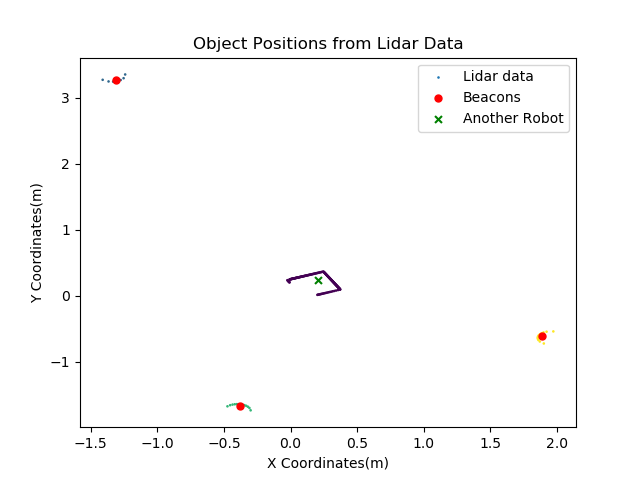 Object Positions from Lidar Data
Lidar data
Beacons
Another Robot
Y Coordinates(m)
3
2
1
0
−1
−1.5
−1.0
−0.5
0.0
0.5
1.0
1.5
2.0
X Coordinates(m)